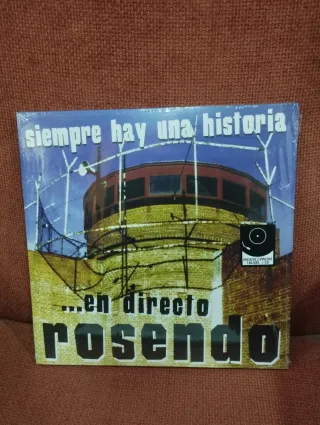 siempre hay una historia
...en directo
rosendo